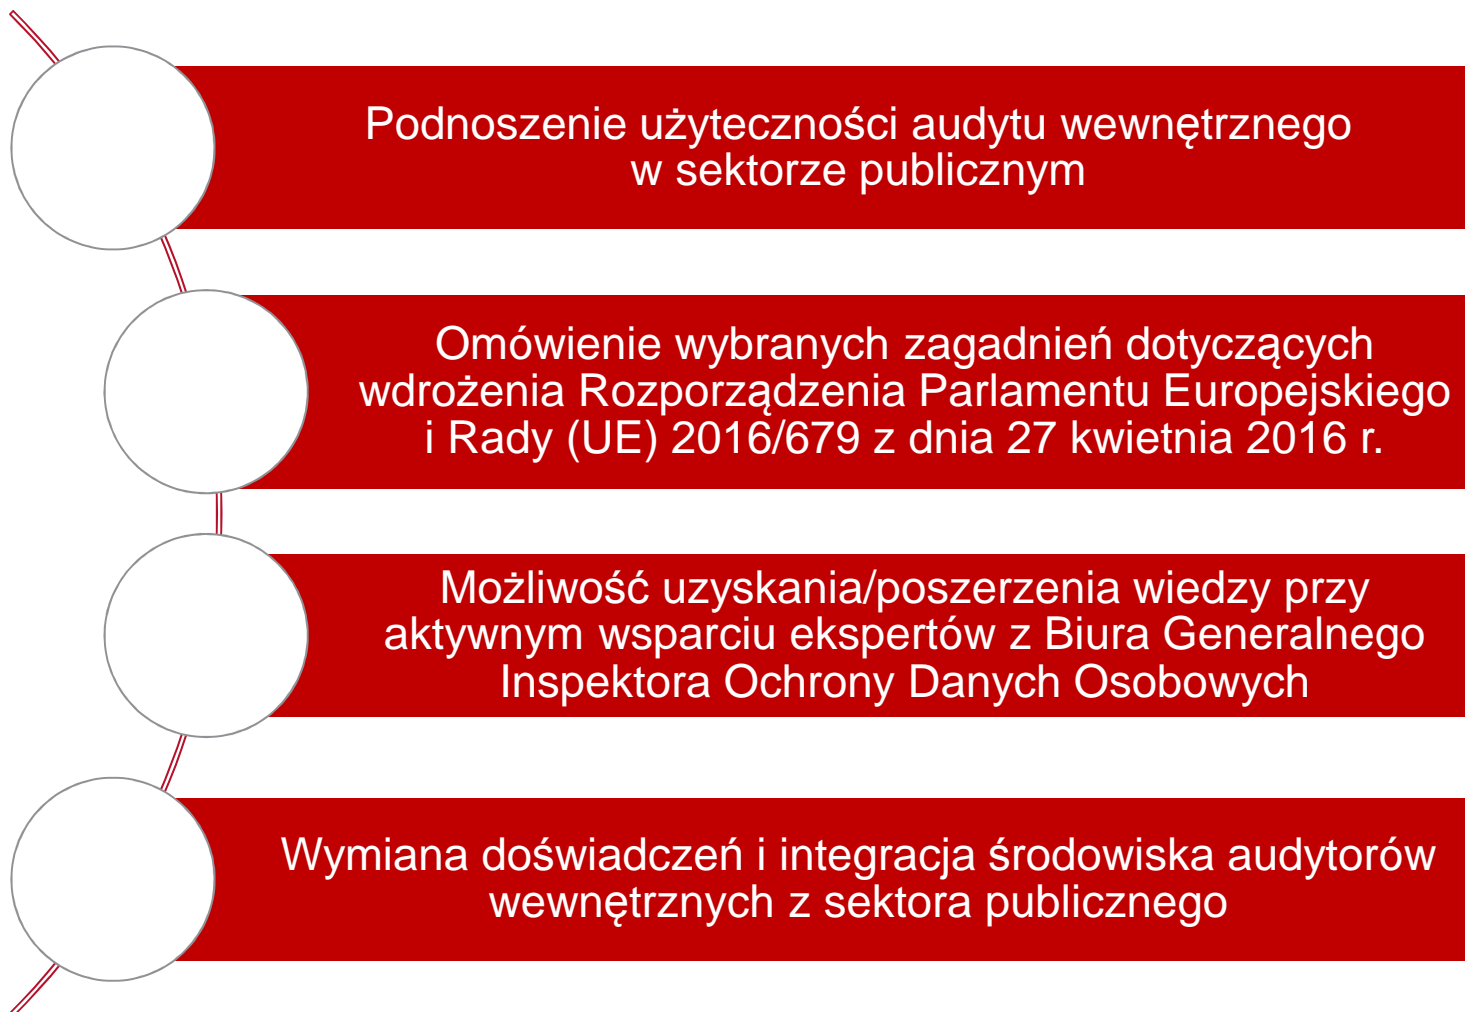 Podnoszenie użyteczności audytu wewnętrznego
w sektorze publicznym
Omówienie wybranych zagadnień dotyczących
wdrożenia Rozporządzenia Parlamentu Europejskiego
i Rady (UE) 2016/679 z dnia 27 kwietnia 2016 r.
Możliwość uzyskania/poszerzenia wiedzy przy
aktywnym wsparciu ekspertów z Biura Generalnego
Inspektora Ochrony Danych Osobowych
Wymiana doświadczeń i integracja środowiska audytorów
wewnętrznych z sektora publicznego